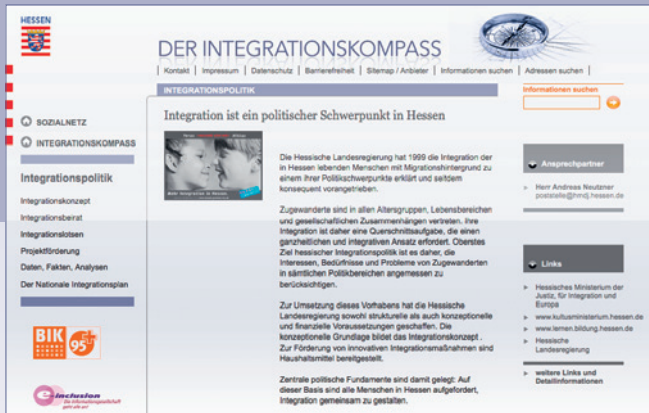 HESSEN
DER INTEGRATIONSKOMPASS
Kontakt | Impressum | Datenschutz | Barrierefreiheit | Sitemap / Anbieter | Informationen suchen | Adressen suchen |
INTEGRATIONSPOLITIK
Informationen suchen
SOZIALNETZ
INTEGRATIONSKOMPASS
Integrationspolitik
Integrationskonzept
Integrationsbeirat
Integrationslotsen
Projektförderung
Daten, Fakten, Analysen
Der Nationale Integrationsplan
BIK
95+
e-inclusion
Integration ist ein politischer Schwerpunkt in Hessen
Die Hessische Landesregierung hat 1999 die Integration der
in Hessen lebenden Menschen mit Migrationshintergrund zu
einem ihrer Politikschwerpunkte erklärt und seitdem
konsequent vorangetrieben.
Zugewanderte sind in allen Altersgruppen, Lebensbereichen
und gesellschaftlichen Zusammenhängen vertreten. Ihre
Integration ist daher eine Querschnittsaufgabe, die einen
ganzheitlichen und integrativen Ansatz erfordert. Oberstes
Ziel hessischer Integrationspolitik ist es daher, die
Interessen, Bedürfnisse und Probleme von Zugewanderten
in sämtlichen Politikbereichen angemessen zu
berücksichtigen.
Zur Umsetzung dieses Vorhabens hat die Hessische
Landesregierung sowohl strukturelle als auch konzeptionelle
und finanzielle Voraussetzungen geschaffen. Die
konzeptionelle Grundlage bildet das Integrationskonzept .
Zur Förderung von innovativen Integrationsmaßnahmen sind
Haushaltsmittel bereitgestellt.
Zentrale politische Fundamente sind damit gelegt: Auf
dieser Basis sind alle Menschen in Hessen aufgefordert,
Integration gemeinsam zu gestalten.
Ansprechpartner
Herr Andreas Neutzner
poststelle@hmdj.hessen.de
Links
Hessisches Ministerium der
Justiz, für Integration und
Europa
www.kultusministerium.hessen.de
www.lernen.bildung.hessen.de
Hessische
Landesregierung
weitere Links und
Detailinformationen